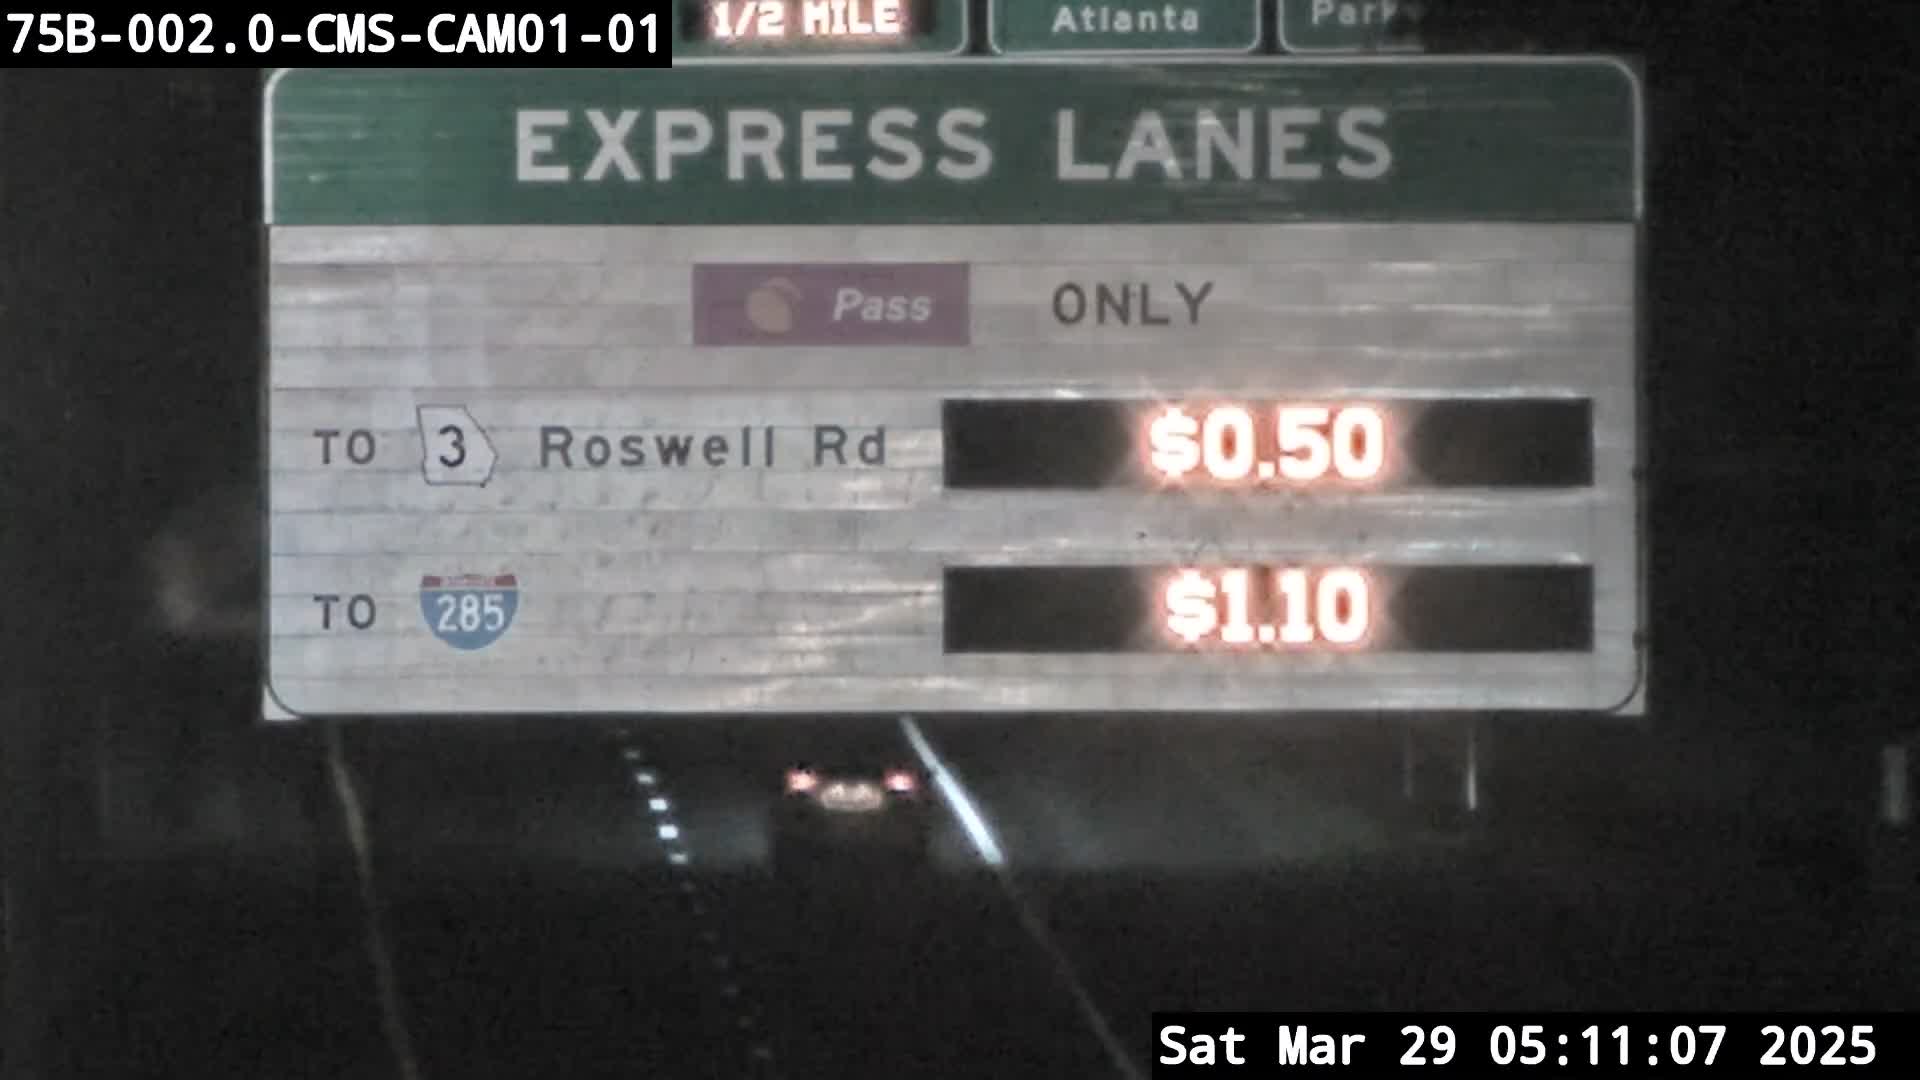 75B-002.0-CMS-CAM01-01
1/2 MILE
Atlanta
EXPRESS LANES
Pass ONLY
TO 3 Roswell Rd $0.50
TO 285 $1.10
Sat Mar 29 05:11:07 2025